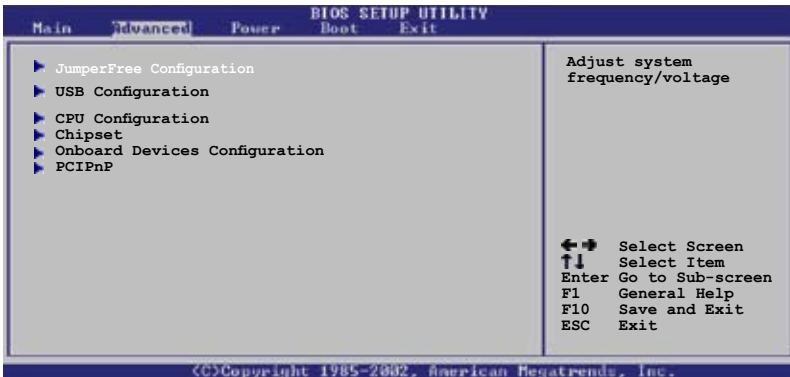 BIOS SETUP UTILITY
Main Advanced Power Boot Exit
JumperFree Configuration
USB Configuration
CPU Configuration
Chipset
Onboard Devices Configuration
PCIPnP
Adjust system
frequency/voltage
←→ Select Screen
↑↓ Select Item
Enter Go to Sub-screen
F1 General Help
F10 Save and Exit
ESC Exit
(C)Copyright 1985-2002, American Megatrends, Inc.